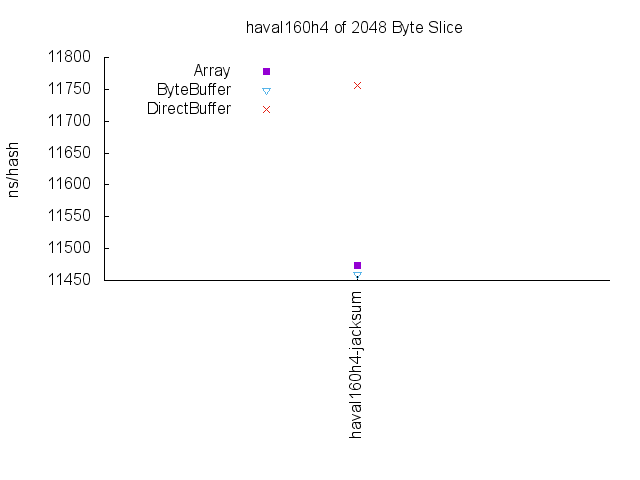 haval160h4 of 2048 Byte Slice
11800
11750
11700
11650
11600
11550
11500
11450
ns/hash
Array
ByteBuffer
DirectBuffer
haval160h4-jacksum